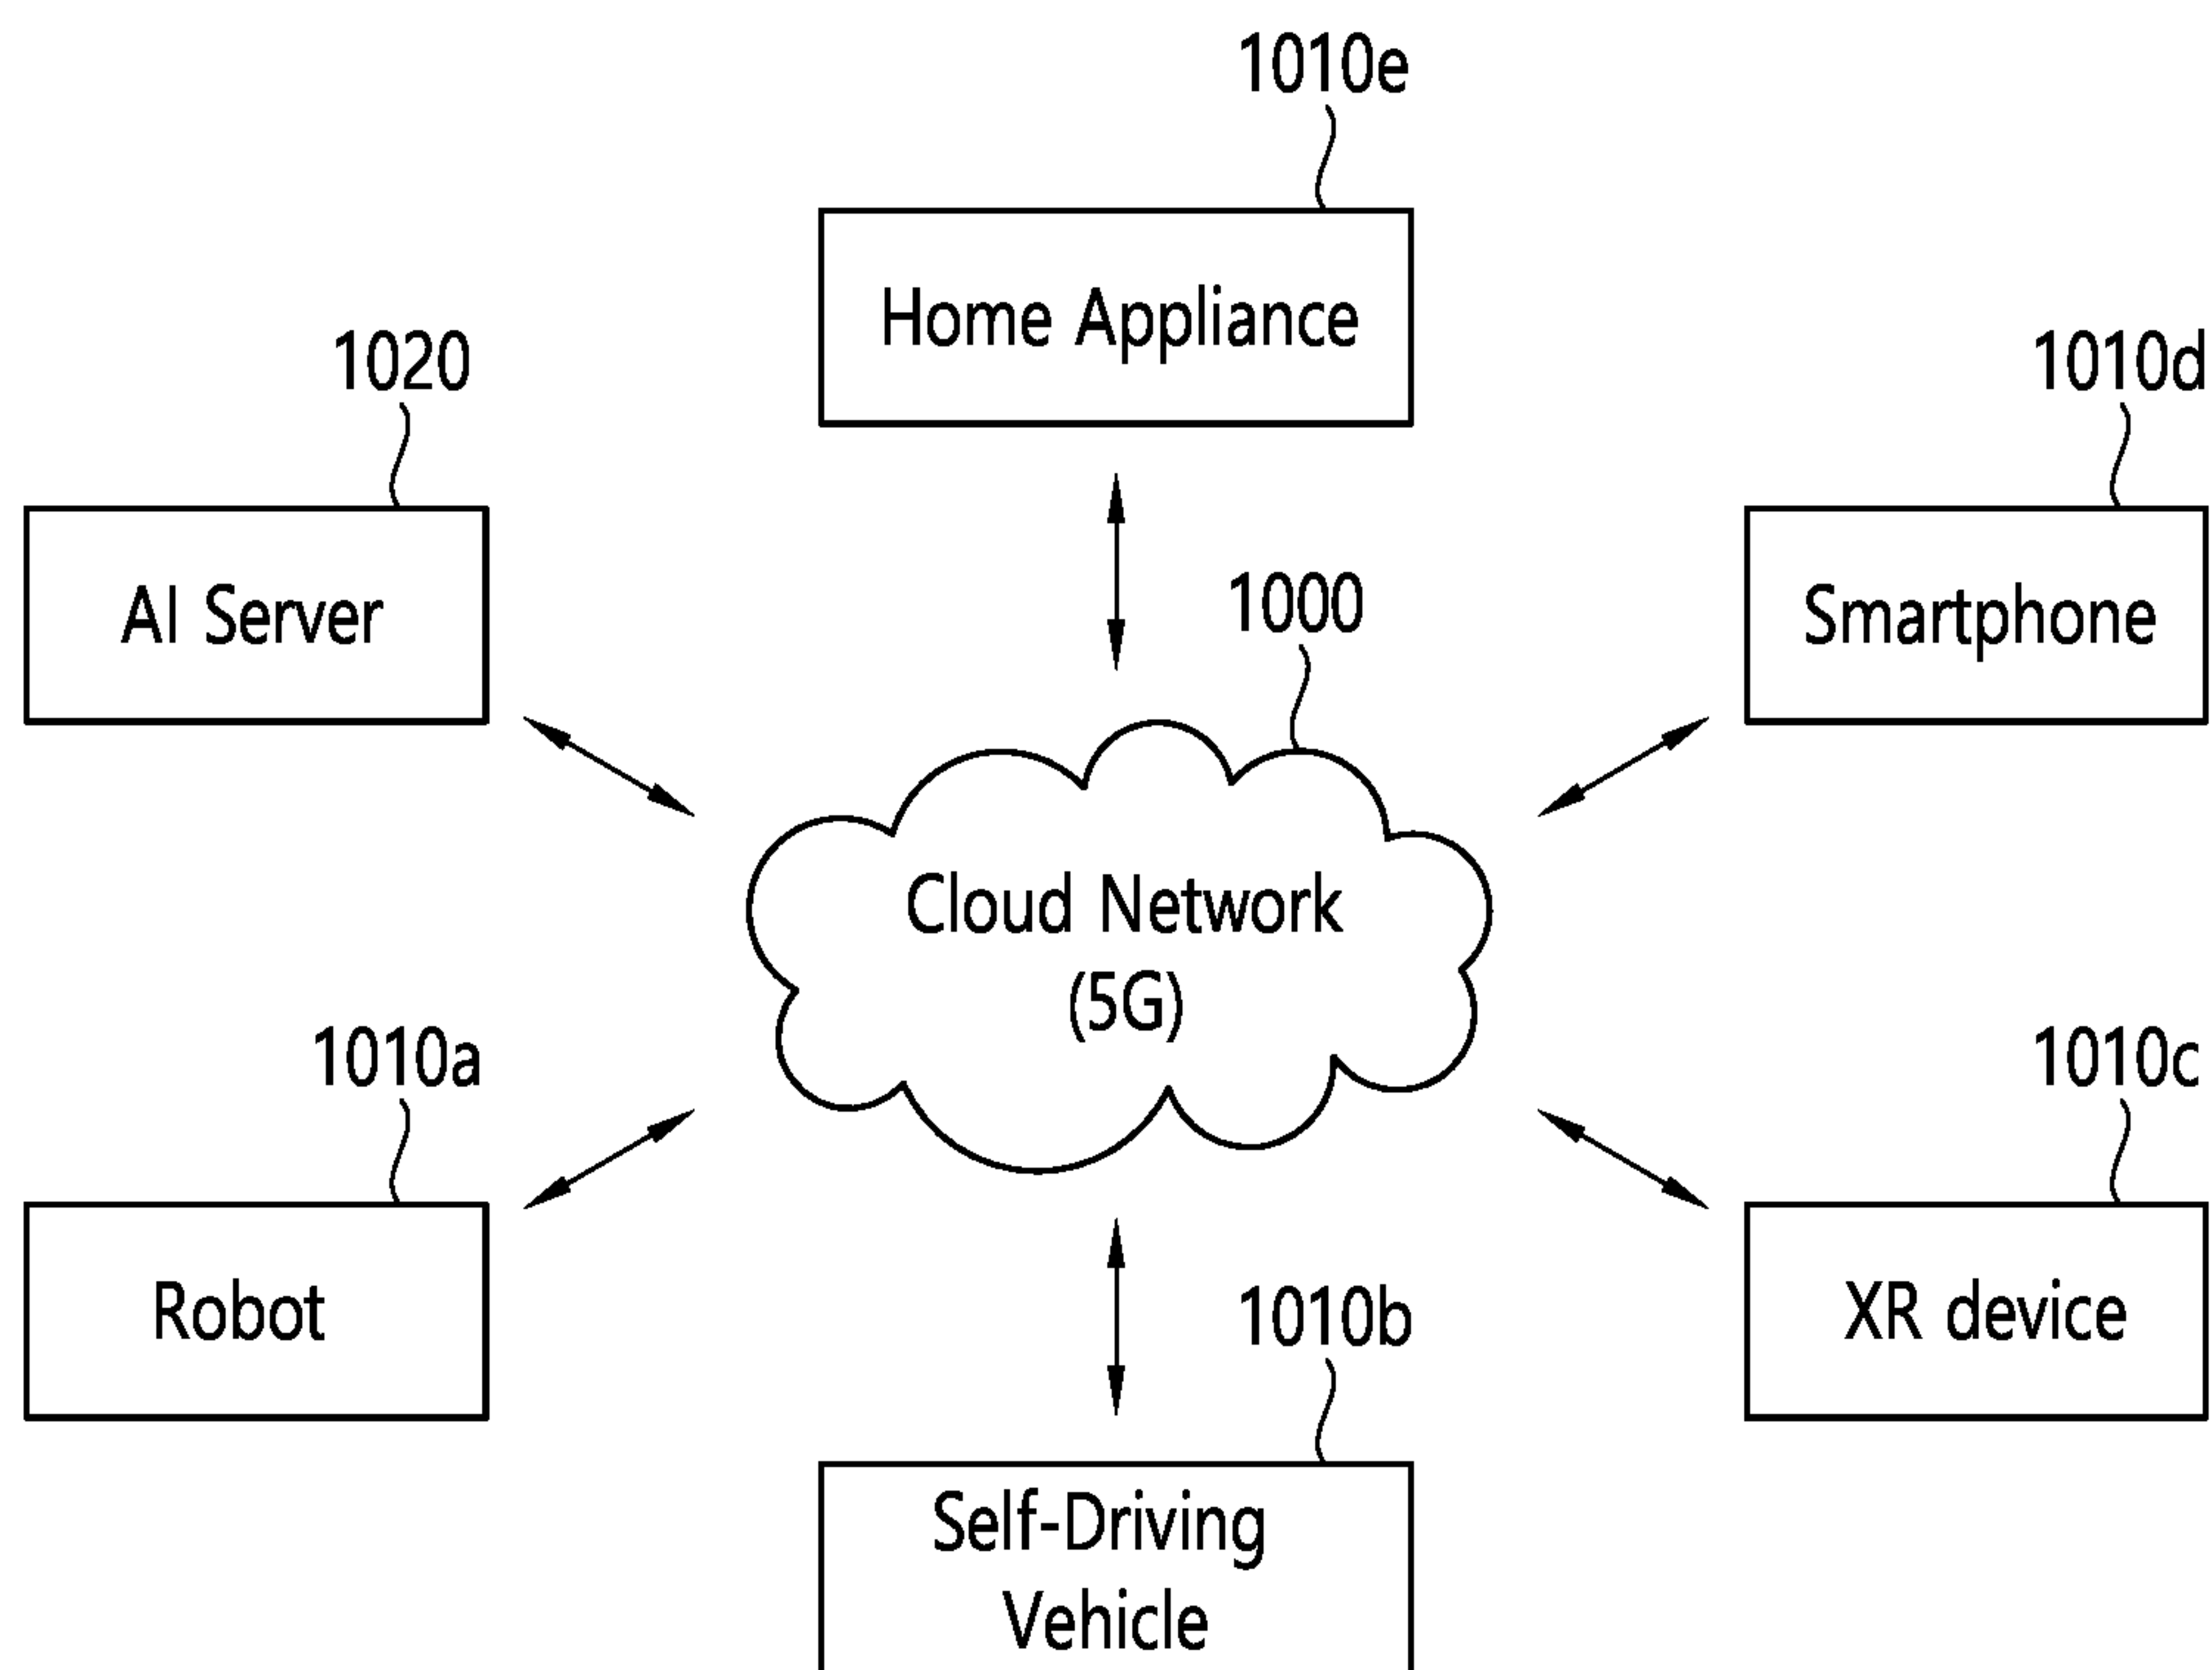 1010e
Home Appliance
1020
AI Server
1010d
Smartphone
1000
Cloud Network
(5G)
1010a
Robot
1010c
XR device
1010b
Self-Driving
Vehicle